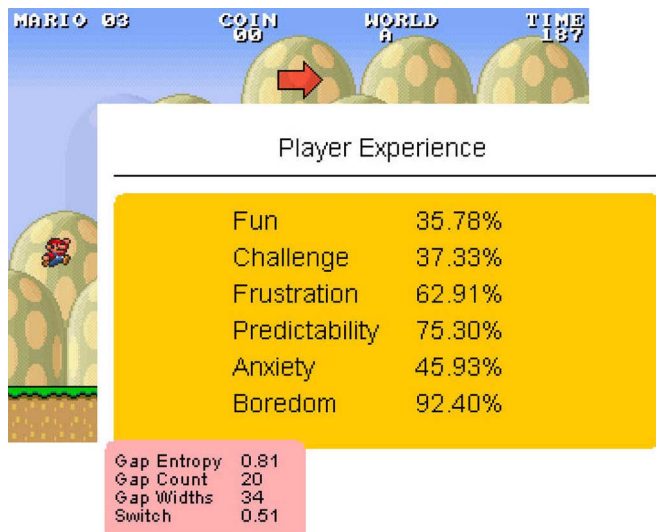 MARIO 03 COIN WORLD TIME
00 A 187
Player Experience
Fun 35.78%
Challenge 37.33%
Frustration 62.91%
Predictability 75.30%
Anxiety 45.93%
Boredom 92.40%
Gap Entropy 0.81
Gap Count 20
Gap Widths 34
Switch 0.51